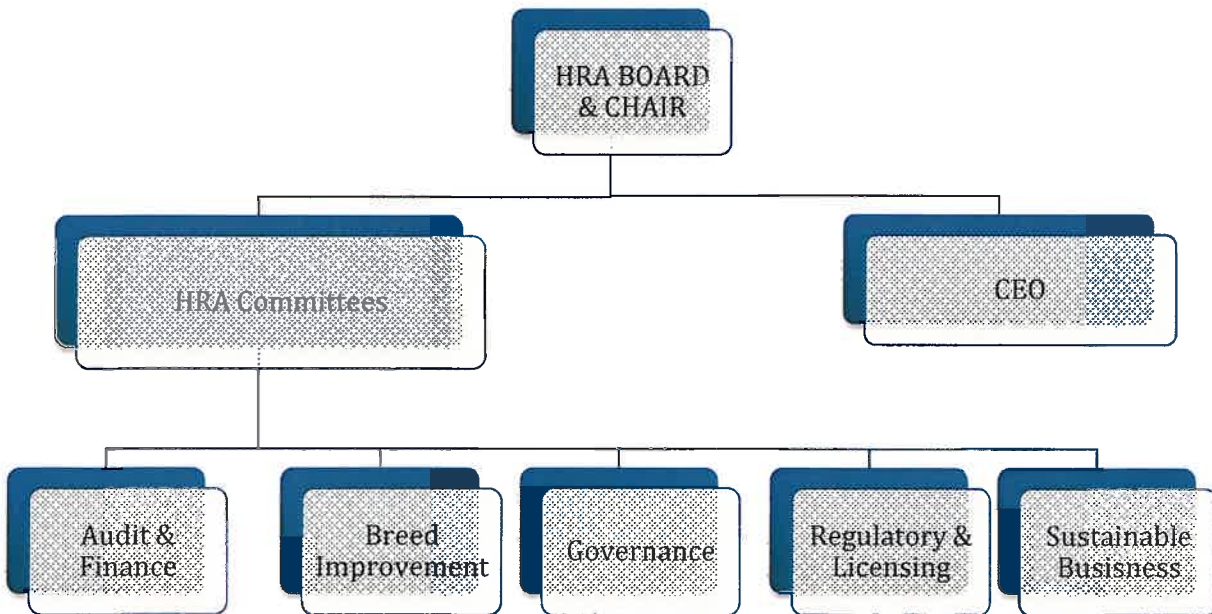 HRA BOARD
& CHAIR
HRA Committees
CEO
Audit &
Finance
Breed
Improvement
Governance
Regulatory &
Licensing
Sustainable
Busisness